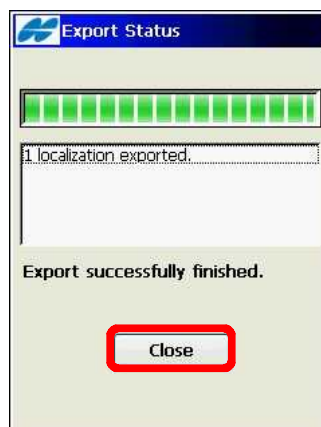 Export Status
1 localization exported.
Export successfully finished.
Close